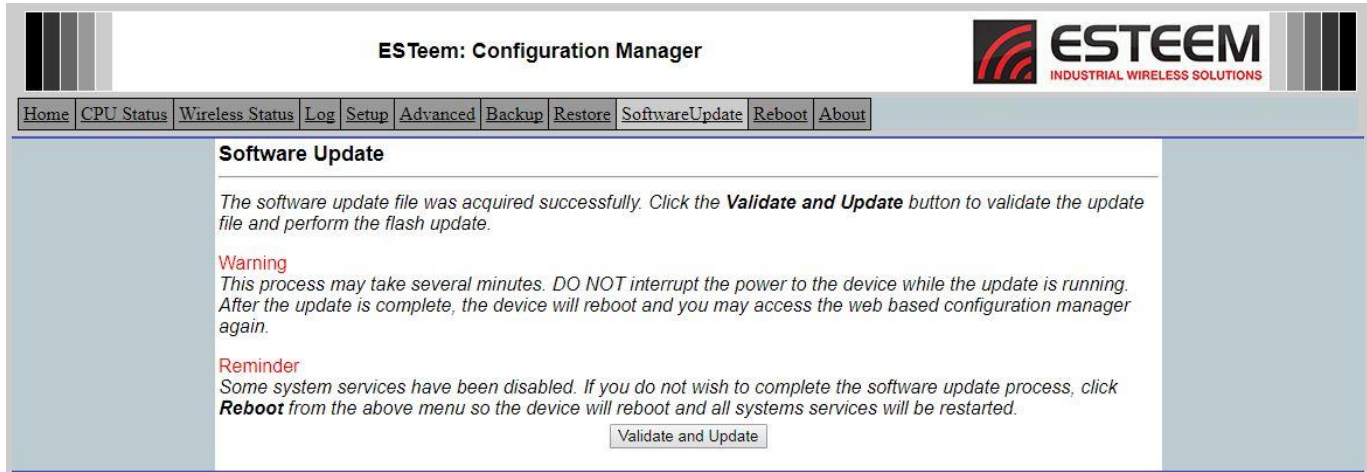 ESTeem: Configuration Manager
ESTEEM
INDUSTRIAL WIRELESS SOLUTIONS
Home CPU Status Wireless Status Log Setup Advanced Backup Restore SoftwareUpdate Reboot About
Software Update
The software update file was acquired successfully. Click the Validate and Update button to validate the update
file and perform the flash update.
Warning
This process may take several minutes. DO NOT interrupt the power to the device while the update is running.
After the update is complete, the device will reboot and you may access the web based configuration manager
again.
Reminder
Some system services have been disabled. If you do not wish to complete the software update process, click
Reboot from the above menu so the device will reboot and all systems services will be restarted.
Validate and Update